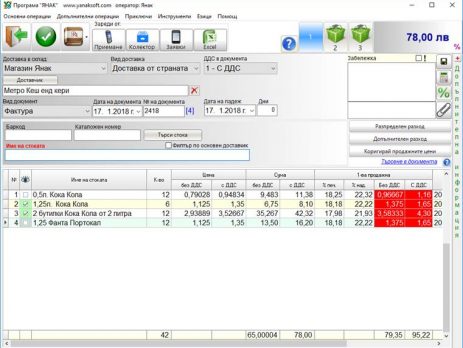 Програма "ЯНАК" www.yanaksoft.com оператор: Янак
Основни операции Допълнителни операции Приключи Инструменти Езици Помощ
Зареди от:
Приемане Колектор Заявки Excel
1 2 3
78,00 лв
%
Доставка в склад Вид доставка ДДС в документа Забележка
Магазин Янак Доставка от страната 1 - С ДДС
Доставчик
Метро Кеш енд кери
Вид документ Дата на документа № на документа Дата на падеж Дни
Фактура 17. 1.2018 г. 2418 [4] 17. 1.2018 г. 0
Баркод Каталожен номер
Търси стока
Име на стоката
Филтър по основен доставчик
Разпределен разход
Допълнителен разход
Коригирай продажните цени
Търсене в документа
Допълнителна информация
Цена Сума 1-ва продажна
№ Име на стоката К-во без ДДС с ДДС без ДДС с ДДС % печ. % над. без ДДС С ДДС
1 0,5л. Кока Кола 12 0,79028 0,94834 9,483 11,38 18,25 22,32 0,96667 1,16 20
2 1,25л. Кока Кола 6 1,125 1,35 6,75 8,10 18,18 22,22 1,375 1,65 20
3 2 бутилки Кока Кола от 2 литра 12 2,93889 3,52667 35,267 42,32 17,98 21,93 3,58333 4,30 20
4 1,25 Фанта Портокал 12 1,125 1,35 13,50 16,20 18,18 22,22 1,375 1,65 20
42 65,00004 78,00 79,35 95,22